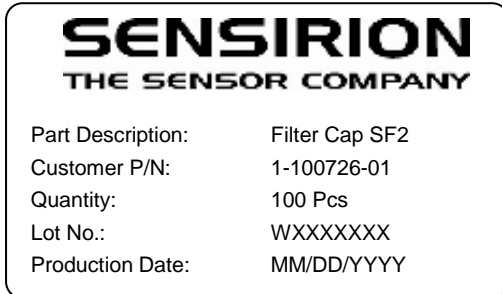 SENSIRION
THE SENSOR COMPANY
Part Description: Filter Cap SF2
Customer P/N: 1-100726-01
Quantity: 100 Pcs
Lot No.: WXXXXXXX
Production Date: MM/DD/YYYY